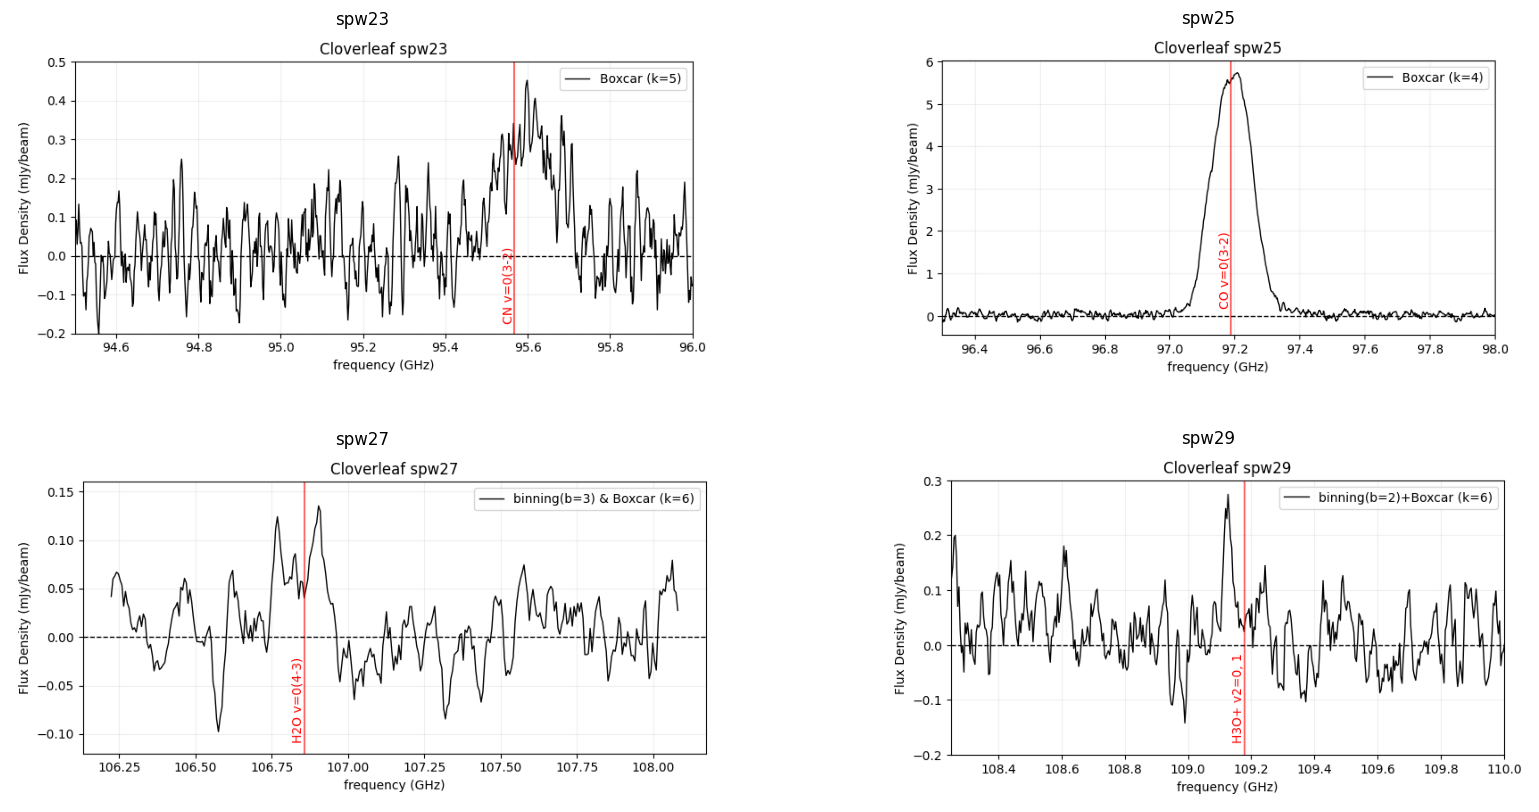 spw23
Cloverleaf spw23
Boxcar (k=5)
CN v=0(3-2)
Flux Density (mJy/beam)
0.5
0.4
0.3
0.2
0.1
0.0
−0.1
−0.2
94.6 94.8 95.0 95.2 95.4 95.6 95.8 96.0
frequency (GHz)
spw25
Cloverleaf spw25
Boxcar (k=4)
CO v=0(3-2)
Flux Density (mJy/beam)
6
5
4
3
2
1
0
96.4 96.6 96.8 97.0 97.2 97.4 97.6 97.8 98.0
frequency (GHz)
spw27
Cloverleaf spw27
binning(b=3) & Boxcar (k=6)
H2O v=0(4-3)
Flux Density (mJy/beam)
0.15
0.10
0.05
0.00
−0.05
−0.10
106.25 106.50 106.75 107.00 107.25 107.50 107.75 108.00
frequency (GHz)
spw29
Cloverleaf spw29
binning(b=2)+Boxcar (k=6)
H3O+ v2=0, 1
Flux Density (mJy/beam)
0.3
0.2
0.1
0.0
−0.1
−0.2
108.4 108.6 108.8 109.0 109.2 109.4 109.6 109.8 110.0
frequency (GHz)